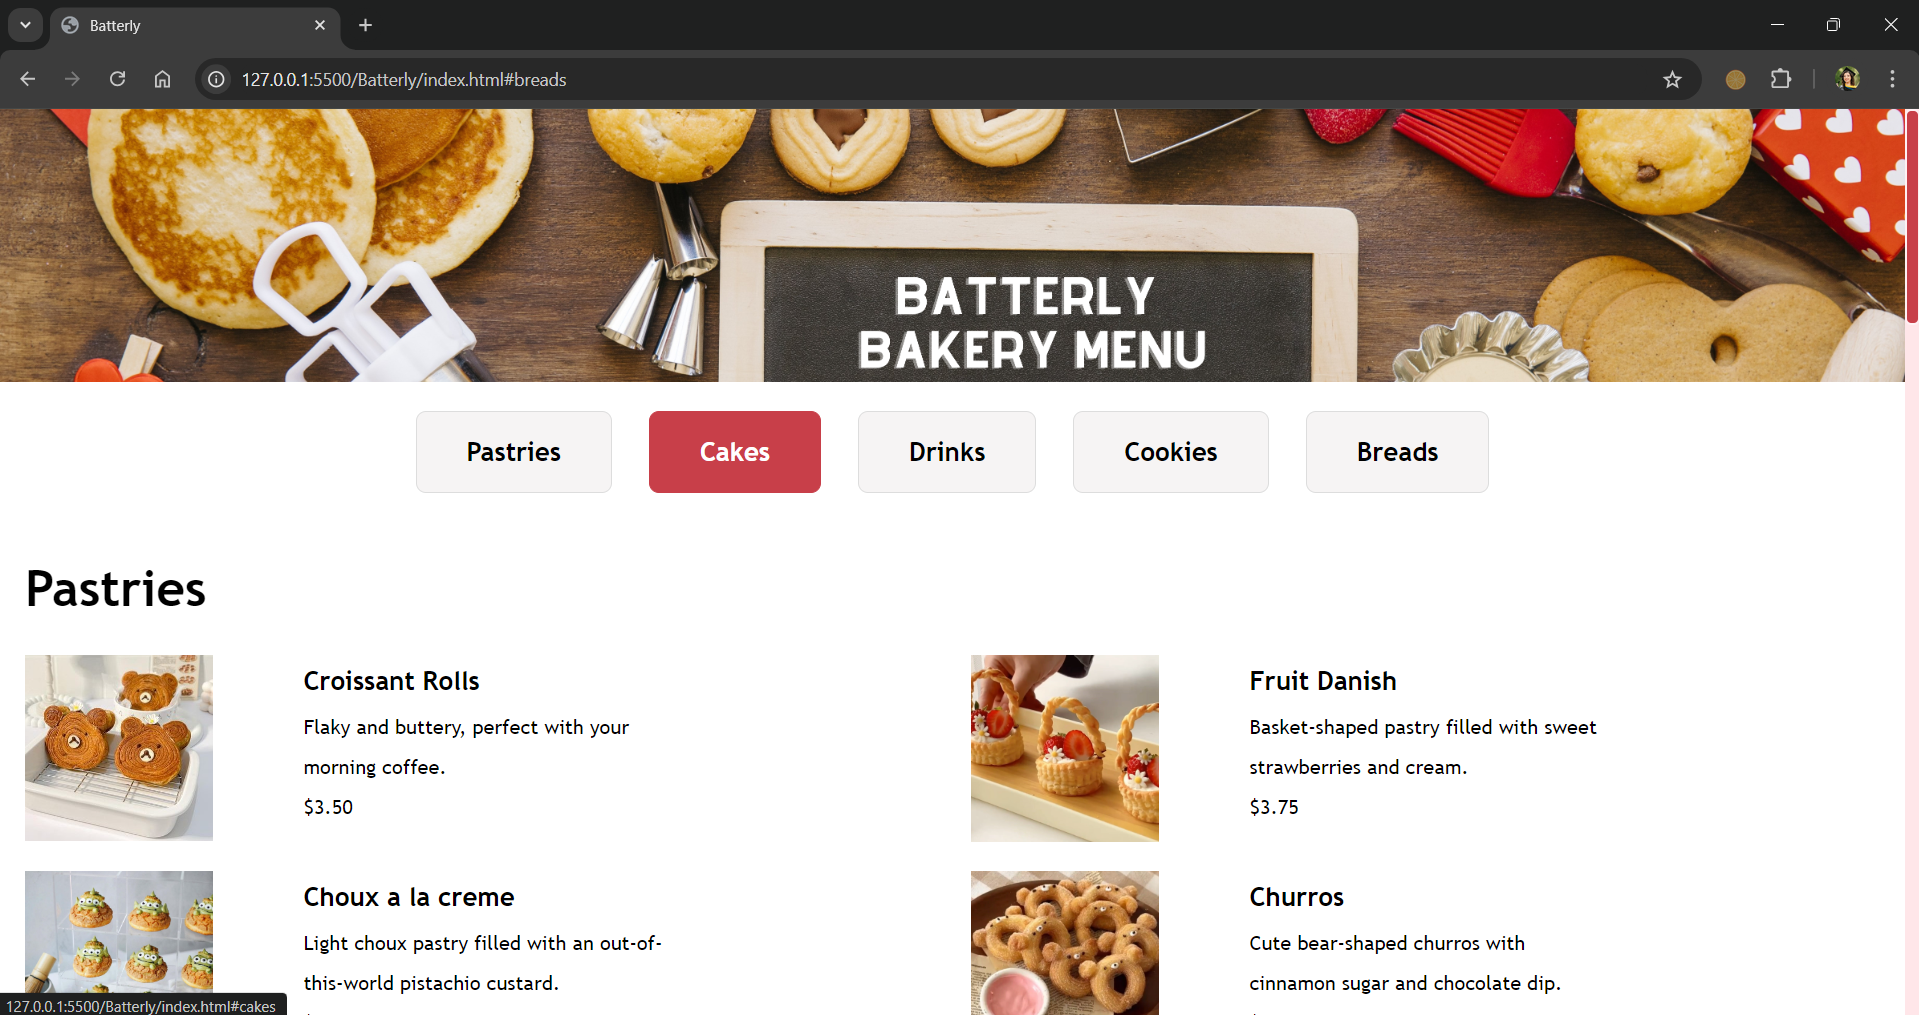 Batterly
127.0.0.1:5500/Batterly/index.html#breads
BATTERLY
BAKERY MENU
Pastries
Cakes
Drinks
Cookies
Breads
Pastries
Croissant Rolls
Flaky and buttery, perfect with your
morning coffee.
$3.50
Fruit Danish
Basket-shaped pastry filled with sweet
strawberries and cream.
$3.75
Choux a la creme
Light choux pastry filled with an out-of-
this-world pistachio custard.
Churros
Cute bear-shaped churros with
cinnamon sugar and chocolate dip.
127.0.0.1:5500/Batterly/index.html#cakes